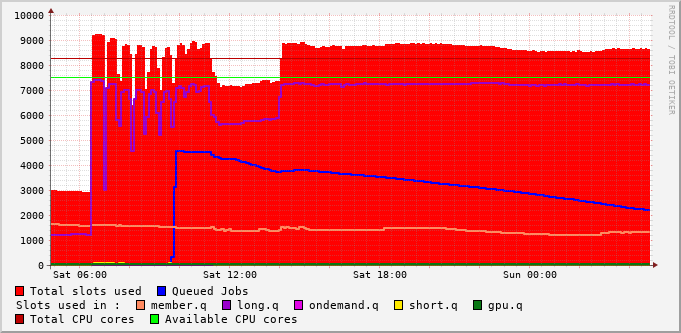 10000
9000
8000
7000
6000
5000
4000
3000
2000
1000
0
Sat 06:00 Sat 12:00 Sat 18:00 Sun 00:00
Total slots used Queued Jobs
Slots used in : member.q long.q ondemand.q short.q gpu.q
Total CPU cores Available CPU cores
RRDTOOL / TOBI OETIKER